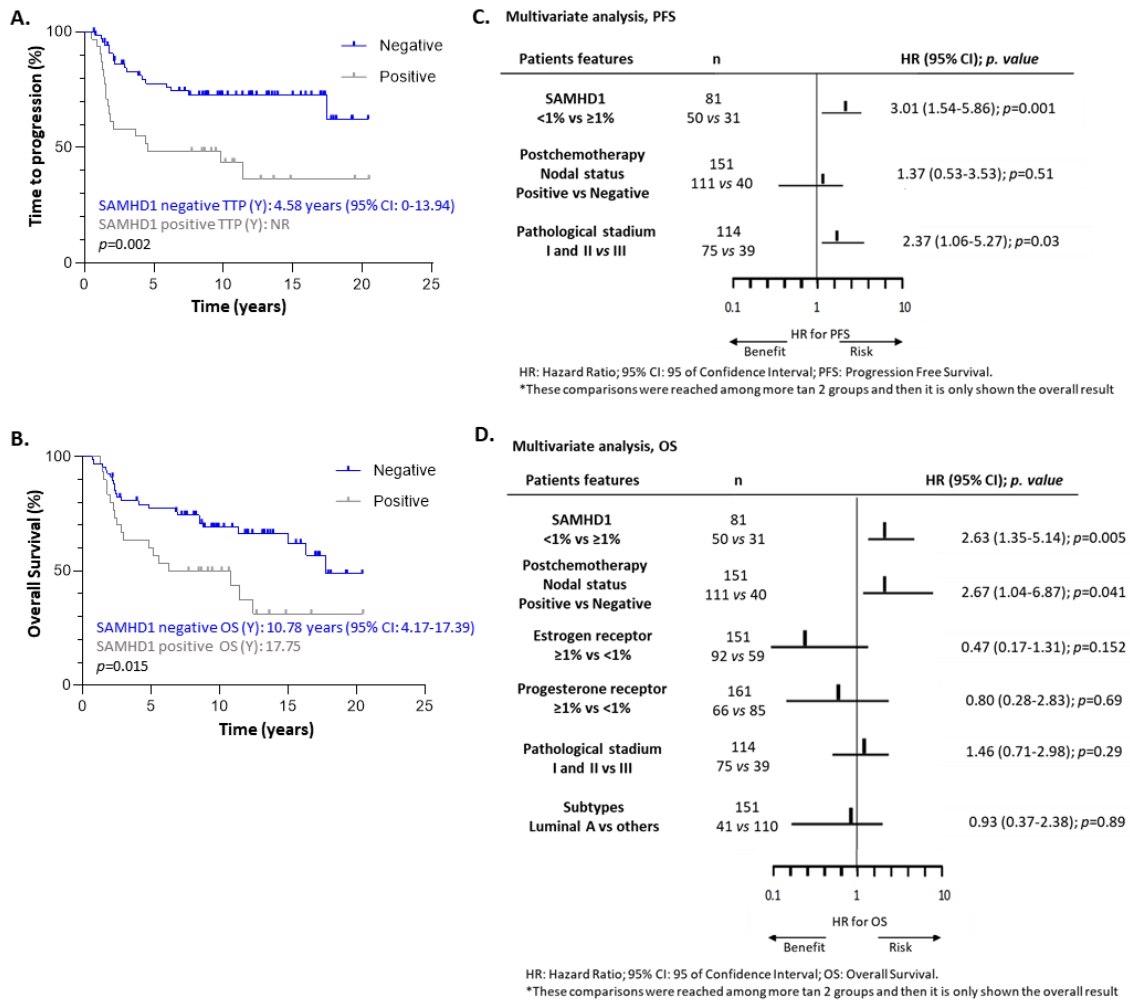 A.
100
50
0
Time to progression (%)
Negative
Positive
SAMHD1 negative TTP (Y): 4.58 years (95% CI: 0-13.94)
SAMHD1 positive TTP (Y): NR
p=0.002
0 5 10 15 20 25
Time (years)
B.
100
50
0
Overall Survival (%)
Negative
Positive
SAMHD1 negative OS (Y): 10.78 years (95% CI: 4.17-17.39)
SAMHD1 positive OS (Y): 17.75
p=0.015
0 5 10 15 20 25
Time (years)
C. Multivariate analysis, PFS
Patients features n HR (95% CI); p. value
SAMHD1 81
<1% vs ≥1% 50 vs 31
3.01 (1.54-5.86); p=0.001
Postchemotherapy
Nodal status 151
Positive vs Negative 111 vs 40
1.37 (0.53-3.53); p=0.51
Pathological stadium 114
I and II vs III 75 vs 39
2.37 (1.06-5.27); p=0.03
0.1 1 10
HR for PFS
Benefit Risk
HR: Hazard Ratio; 95% CI: 95 of Confidence Interval; PFS: Progression Free Survival.
*These comparisons were reached among more tan 2 groups and then it is only shown the overall result
D. Multivariate analysis, OS
Patients features n HR (95% CI); p. value
SAMHD1 81
<1% vs ≥1% 50 vs 31
2.63 (1.35-5.14); p=0.005
Postchemotherapy
Nodal status 151
Positive vs Negative 111 vs 40
2.67 (1.04-6.87); p=0.041
Estrogen receptor 151
≥1% vs <1% 92 vs 59
0.47 (0.17-1.31); p=0.152
Progesterone receptor 161
≥1% vs <1% 66 vs 85
0.80 (0.28-2.83); p=0.69
Pathological stadium 114
I and II vs III 75 vs 39
1.46 (0.71-2.98); p=0.29
Subtypes 151
Luminal A vs others 41 vs 110
0.93 (0.37-2.38); p=0.89
0.1 1 10
HR for OS
Benefit Risk
HR: Hazard Ratio; 95% CI: 95 of Confidence Interval; OS: Overall Survival.
*These comparisons were reached among more tan 2 groups and then it is only shown the overall result